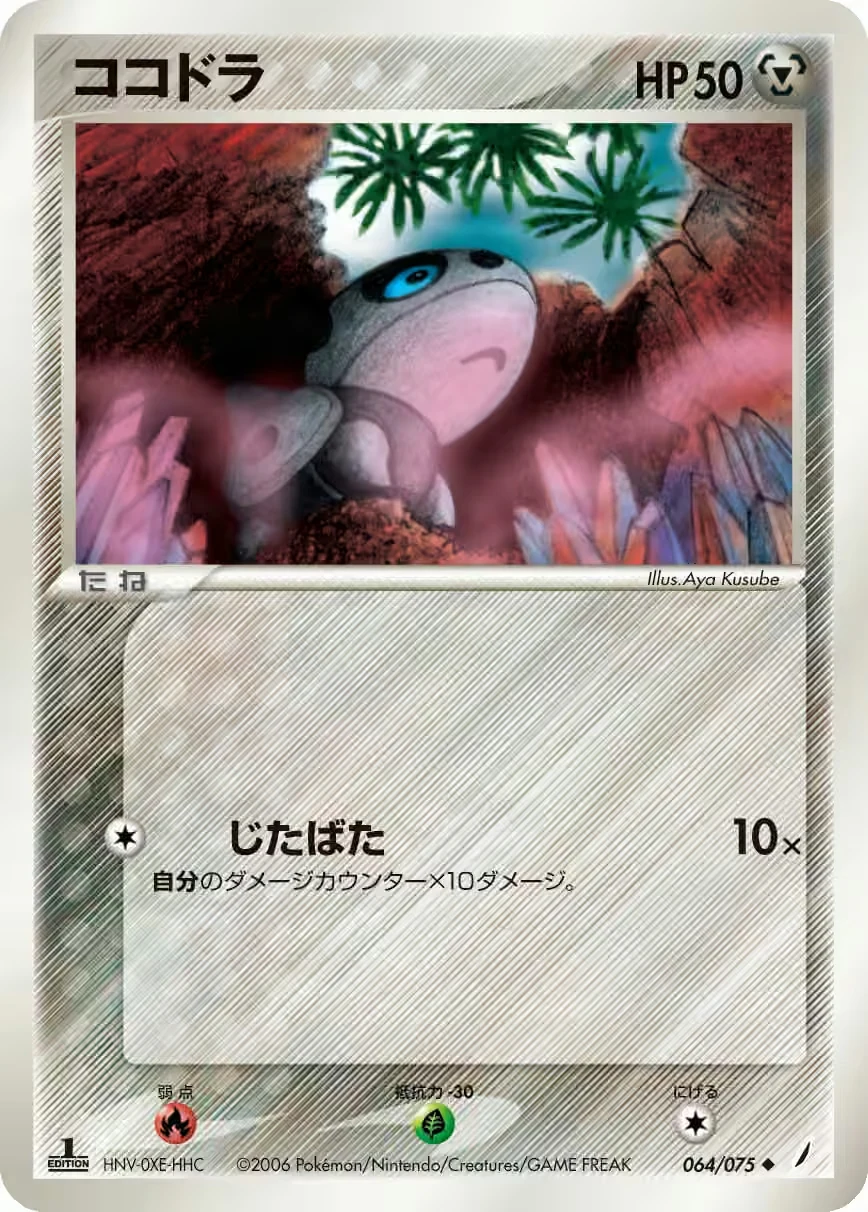 ココドラ HP50
たね Illus.Aya Kusube
じたばた 10×
自分のダメージカウンター×10ダメージ。
弱点 抵抗力-30 にげる
1 EDITION HNV-0XE-HHC ©2006 Pokémon/Nintendo/Creatures/GAME FREAK 064/075 ◆